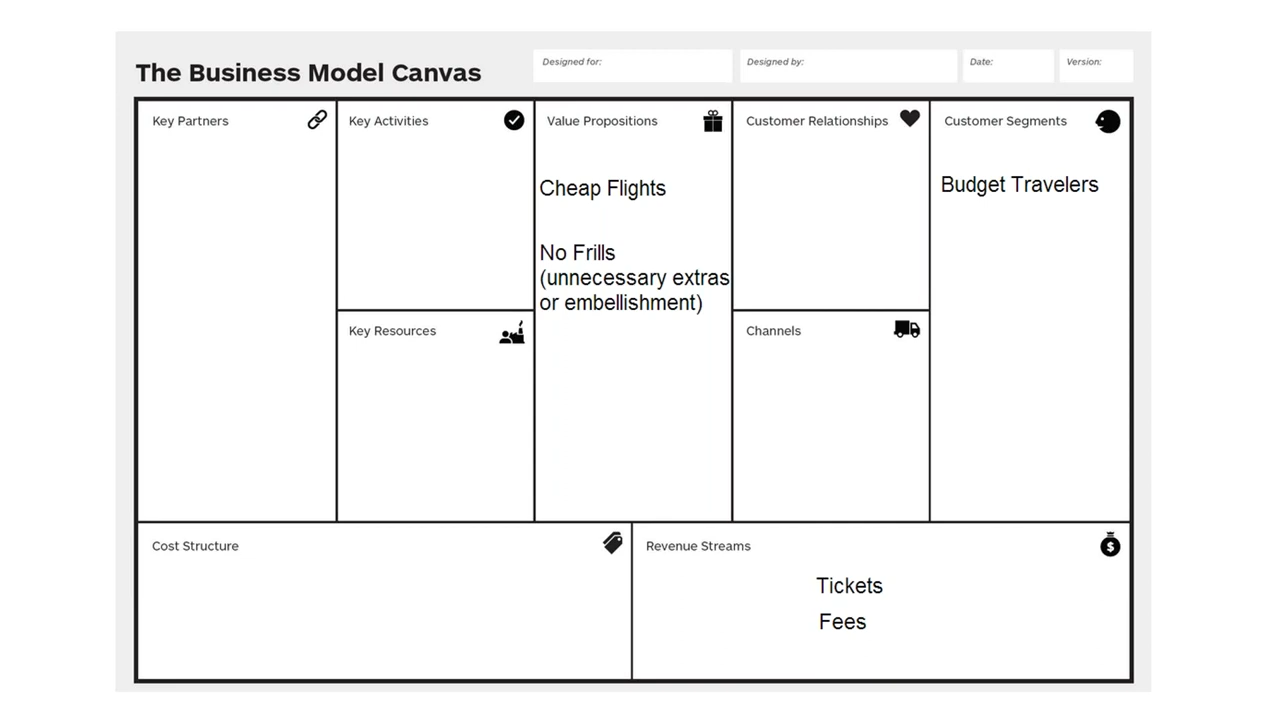 The Business Model Canvas
Designed for:
Designed by:
Date:
Version:
Key Partners
Key Activities
Key Resources
Value Propositions
Cheap Flights
No Frills
(unnecessary extras
or embellishment)
Customer Relationships
Channels
Customer Segments
Budget Travelers
Cost Structure
Revenue Streams
Tickets
Fees